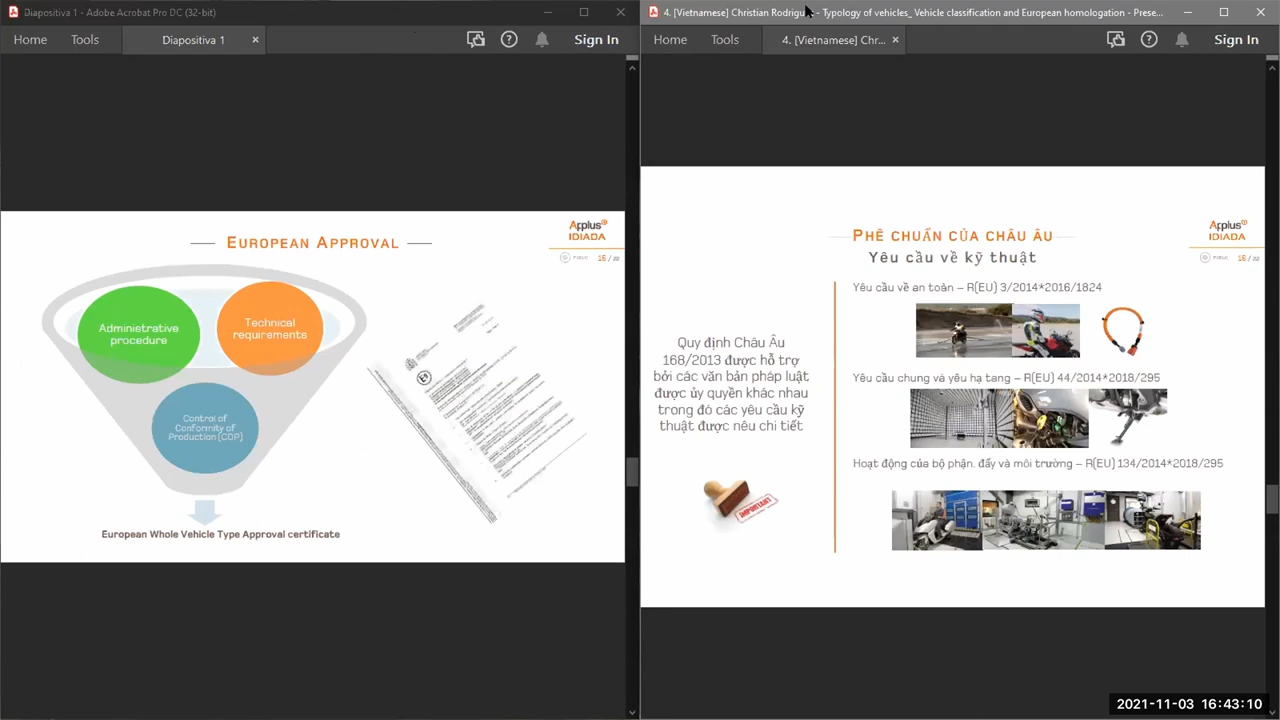 Diapositiva 1 - Adobe Acrobat Pro DC (32-bit)
Home
Tools
Diapositiva 1
Sign In
Applus
IDIADA
EUROPEAN APPROVAL
Administrative
procedure
Technical
requirements
Control of
Conformity of
Production (COP)
European Whole Vehicle Type Approval certificate
4. [Vietnamese] Christian Rodrigu
- Typology of vehicles_ Vehicle classification and European homologation - Prese...
Home
Tools
4. [Vietnamese] Chr...
Sign In
Applus
IDIADA
16 / 22
PHÊ CHUẨN CỦA CHÂU ÂU
Yêu cầu về kỹ thuật
Yêu cầu về an toàn – R(EU) 3/2014*2016/1824
Quy định Châu Âu
168/2013 được hỗ trợ
bởi các văn bản pháp luật
được ủy quyền khác nhau
trong đó các yêu cầu kỹ
thuật được nêu chi tiết
IMPORTANT
Yêu cầu chung và yêu hạ tang – R(EU) 44/2014*2018/295
Hoạt động của bộ phận. đẩy và môi trường – R(EU) 134/2014*2018/295
2021-11-03 16:43:10